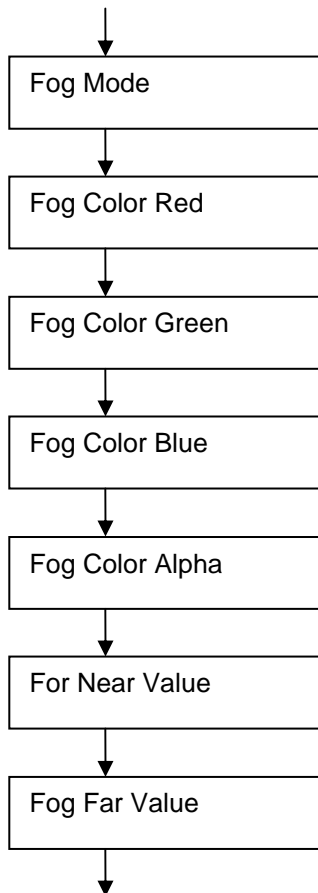 Fog Mode
Fog Color Red
Fog Color Green
Fog Color Blue
Fog Color Alpha
For Near Value
Fog Far Value